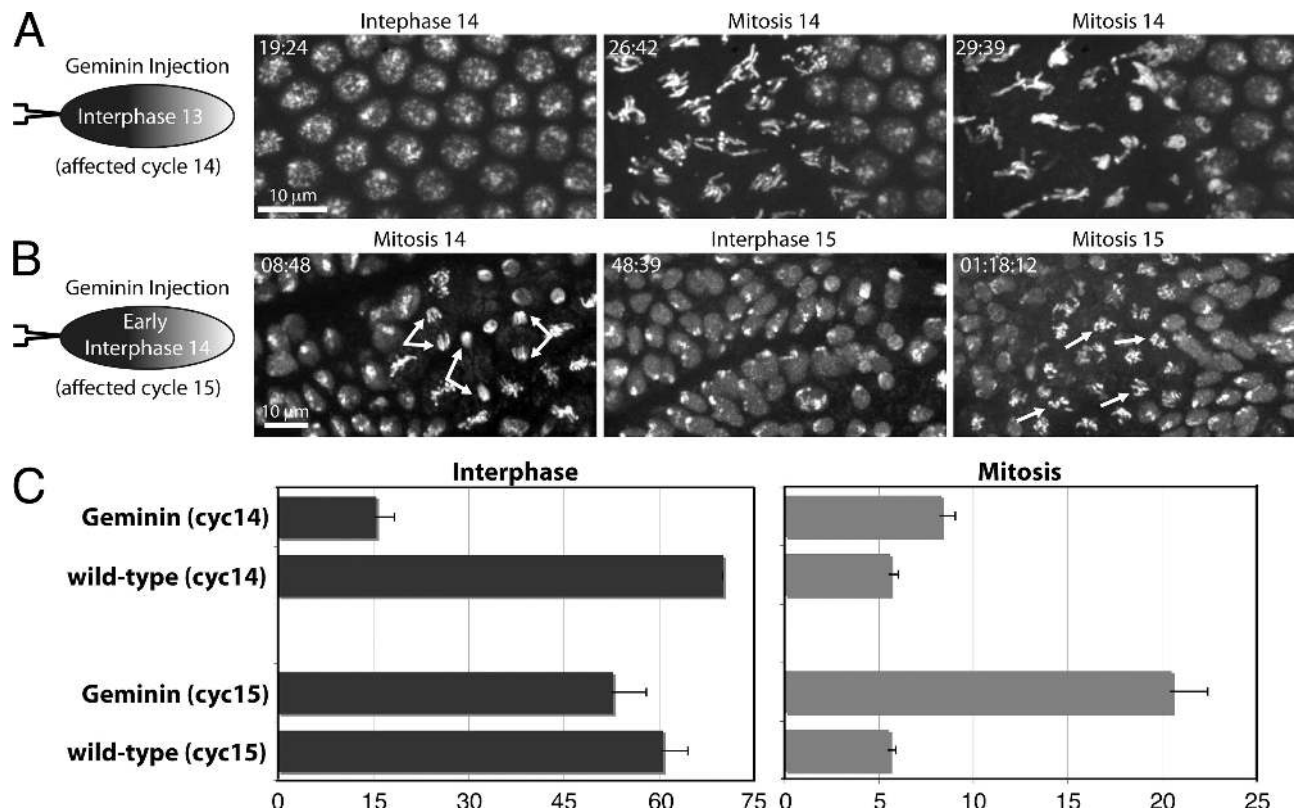 A
Geminin Injection
Interphase 13
(affected cycle 14)
Intephase 14
19:24
10 μm
Mitosis 14
26:42
Mitosis 14
29:39
B
Geminin Injection
Early
Interphase 14
(affected cycle 15)
Mitosis 14
08:48
10 μm
Interphase 15
48:39
Mitosis 15
01:18:12
C
Interphase
Mitosis
Geminin (cyc14)
wild-type (cyc14)
Geminin (cyc15)
wild-type (cyc15)
0 15 30 45 60 75
0 5 10 15 20 25